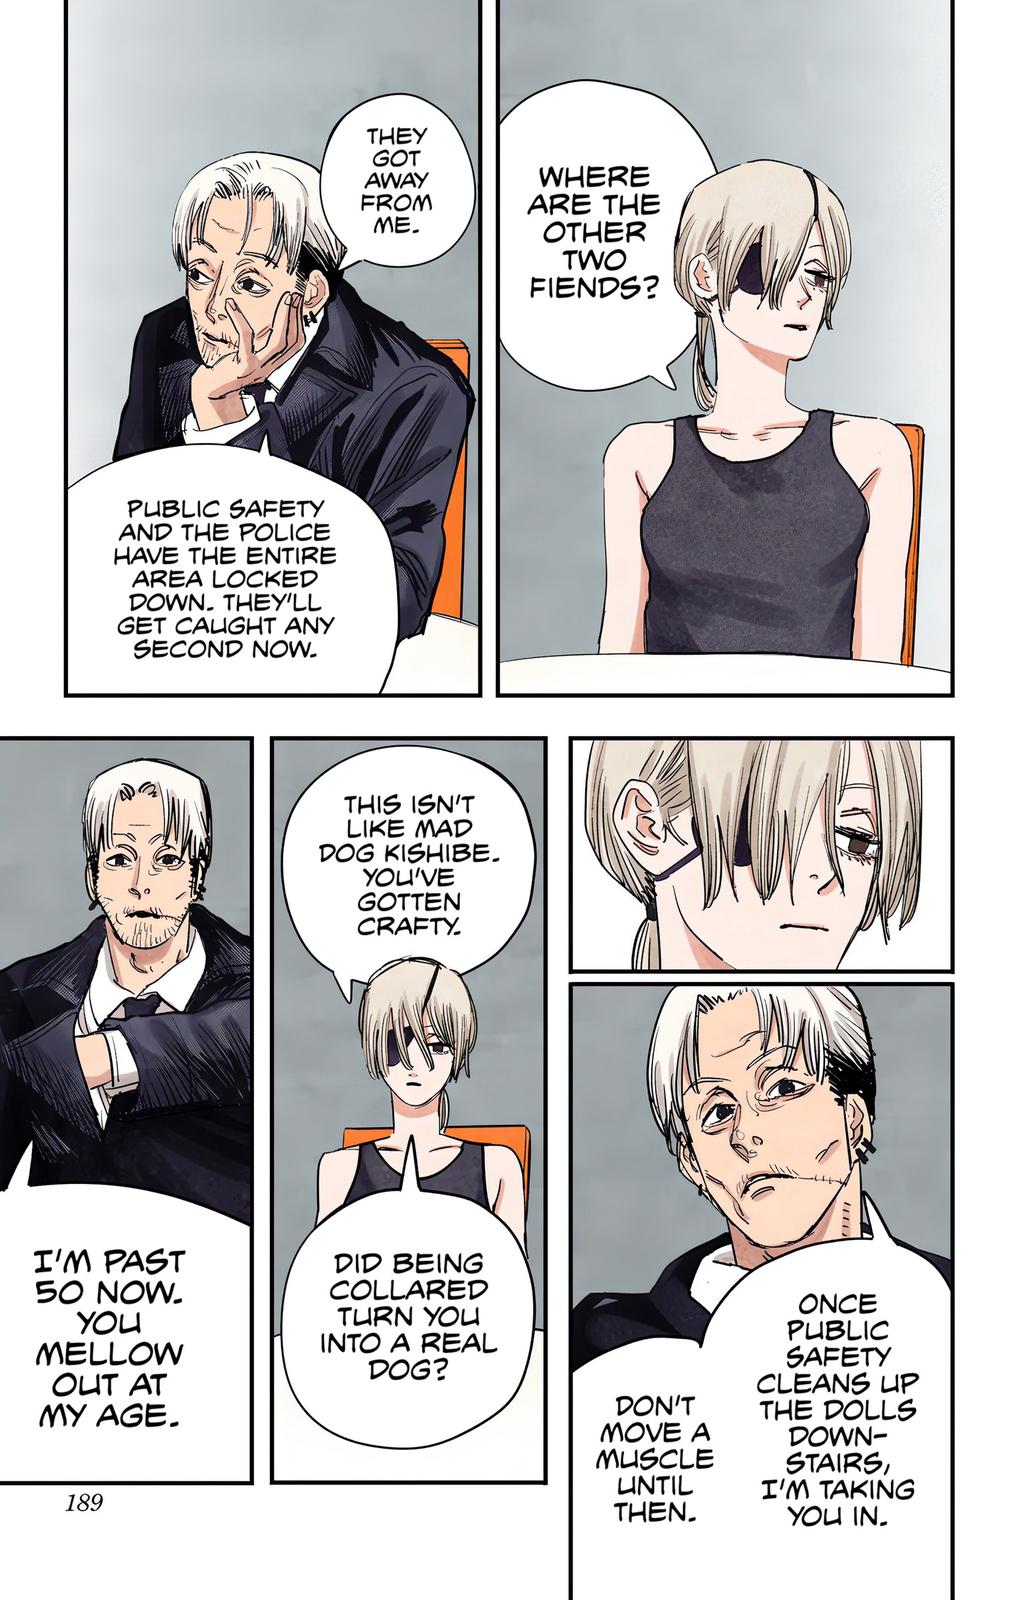 WHERE
ARE THE
OTHER
TWO
FIENDS?
THEY
GOT
AWAY
FROM
ME.
PUBLIC SAFETY
AND THE POLICE
HAVE THE ENTIRE
AREA LOCKED
DOWN. THEY'LL
GET CAUGHT ANY
SECOND NOW.
ONCE
PUBLIC
SAFETY
CLEANS UP
THE DOLLS
DOWN-
STAIRS,
I'M TAKING
YOU IN.
DON'T
MOVE A
MUSCLE
UNTIL
THEN.
THIS ISN'T
LIKE MAD
DOG KISHIBE.
YOU'VE
GOTTEN
CRAFTY.
DID BEING
COLLARED
TURN YOU
INTO A REAL
DOG?
I'M PAST
50 NOW.
YOU
MELLOW
OUT AT
MY AGE.
189